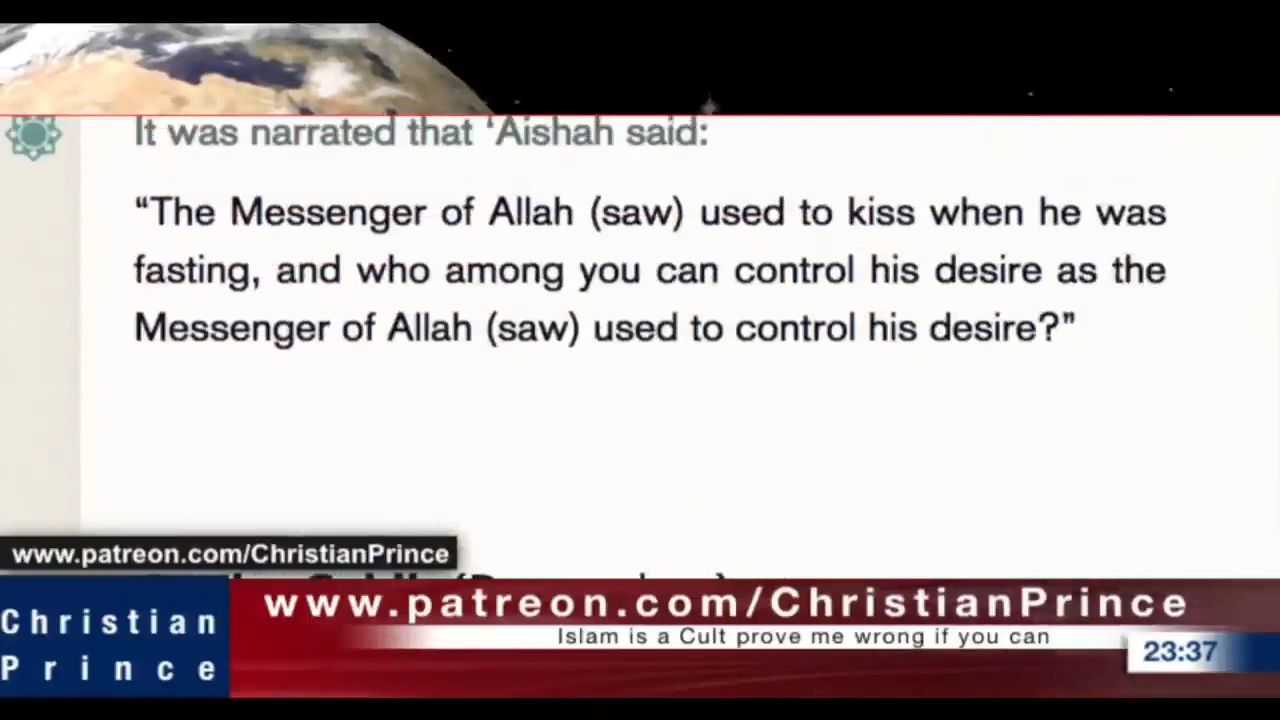 It was narrated that 'Aishah said:
“The Messenger of Allah (saw) used to kiss when he was
fasting, and who among you can control his desire as the
Messenger of Allah (saw) used to control his desire?”
www.patreon.com/ChristianPrince
www.patreon.com/ChristianPrince
Islam is a Cult prove me wrong if you can
Christian
Prince
23:37